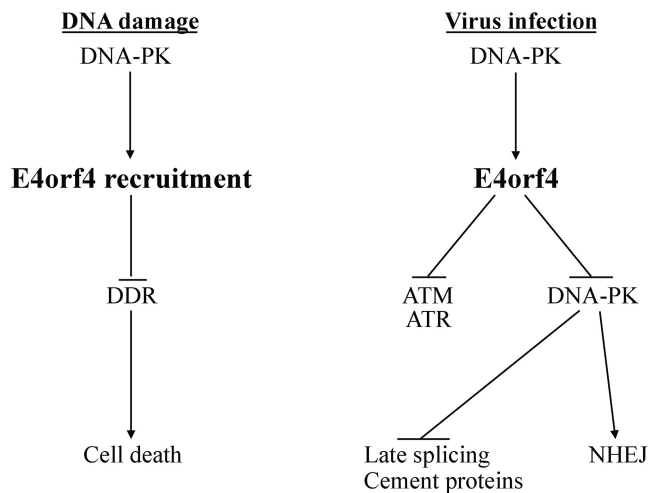 DNA damage
DNA-PK
E4orf4 recruitment
DDR
Cell death
Virus infection
DNA-PK
E4orf4
ATM
ATR
DNA-PK
Late splicing
Cement proteins
NHEJ